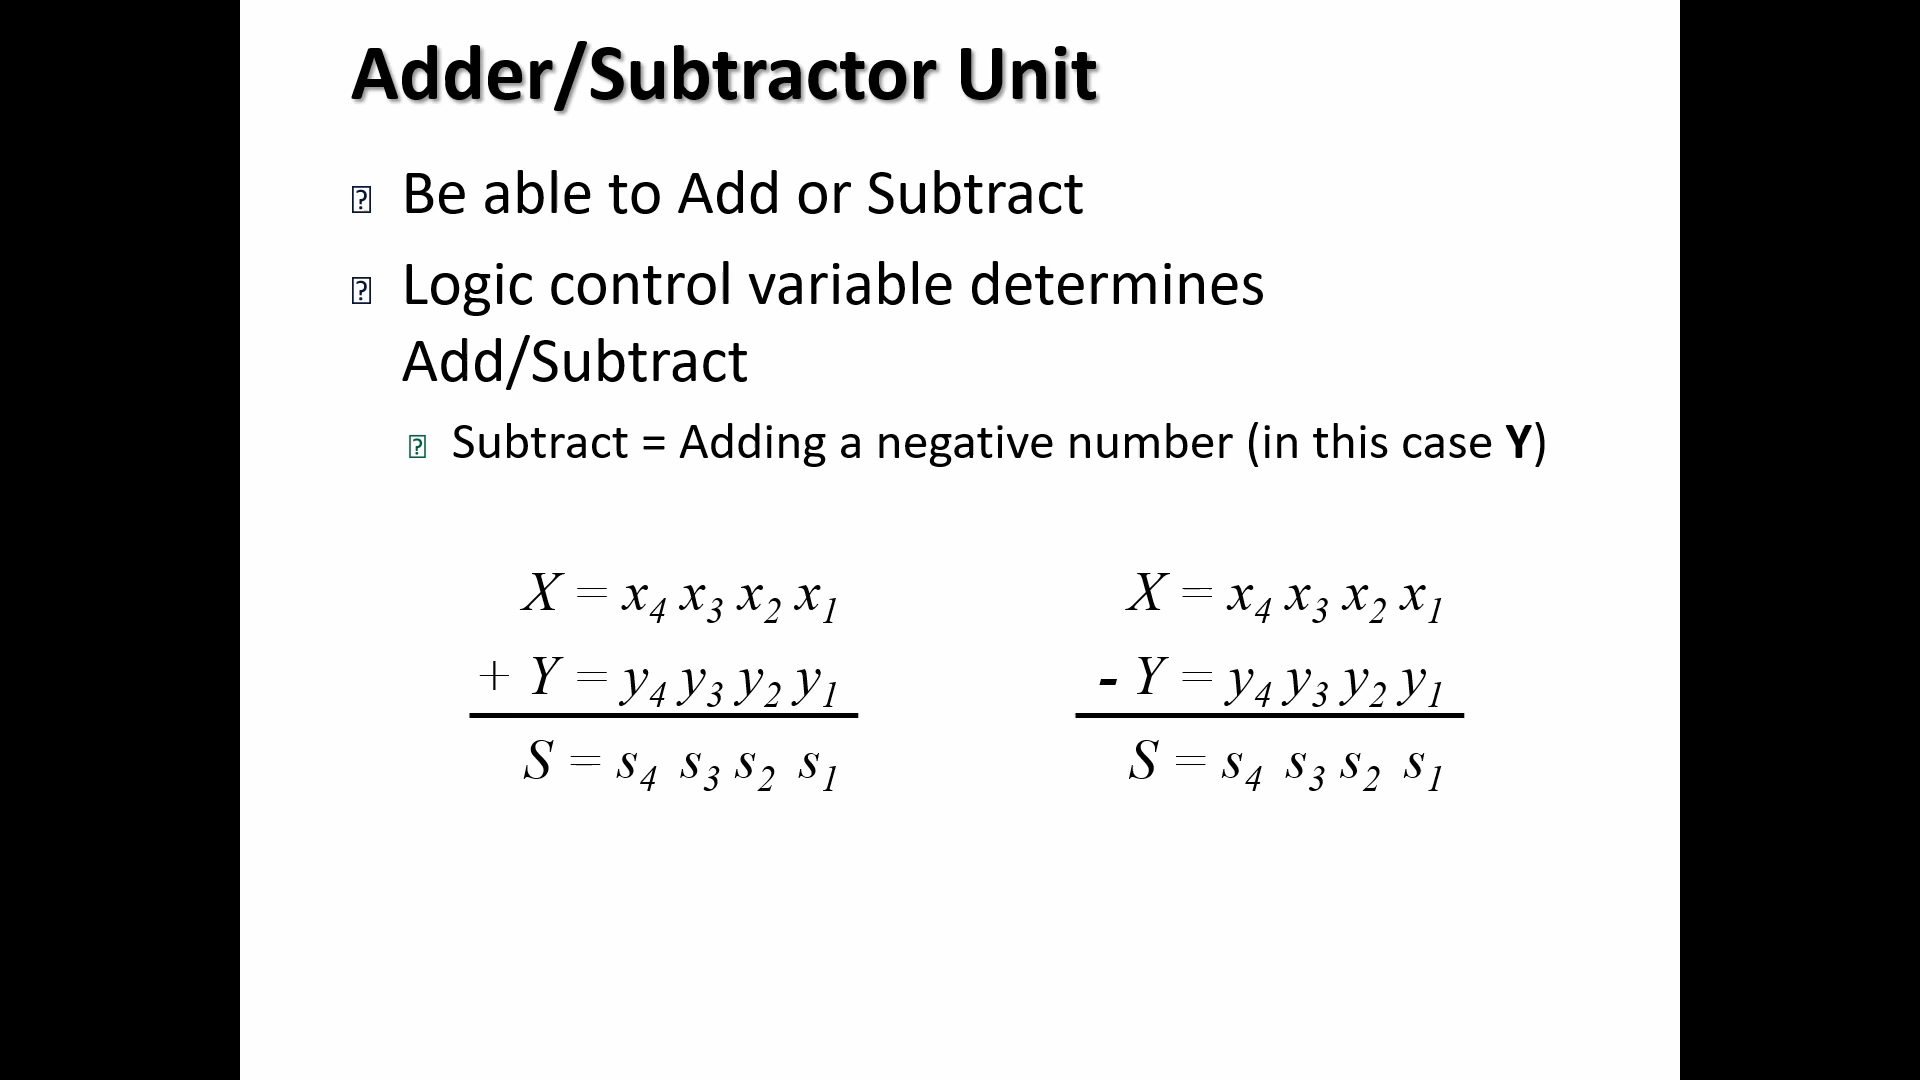 Adder/Subtractor Unit
Be able to Add or Subtract
Logic control variable determines
Add/Subtract
Subtract = Adding a negative number (in this case Y)
X = x4 x3 x2 x1
+ Y = y4 y3 y2 y1
S = s4 s3 s2 s1
X = x4 x3 x2 x1
- Y = y4 y3 y2 y1
S = s4 s3 s2 s1